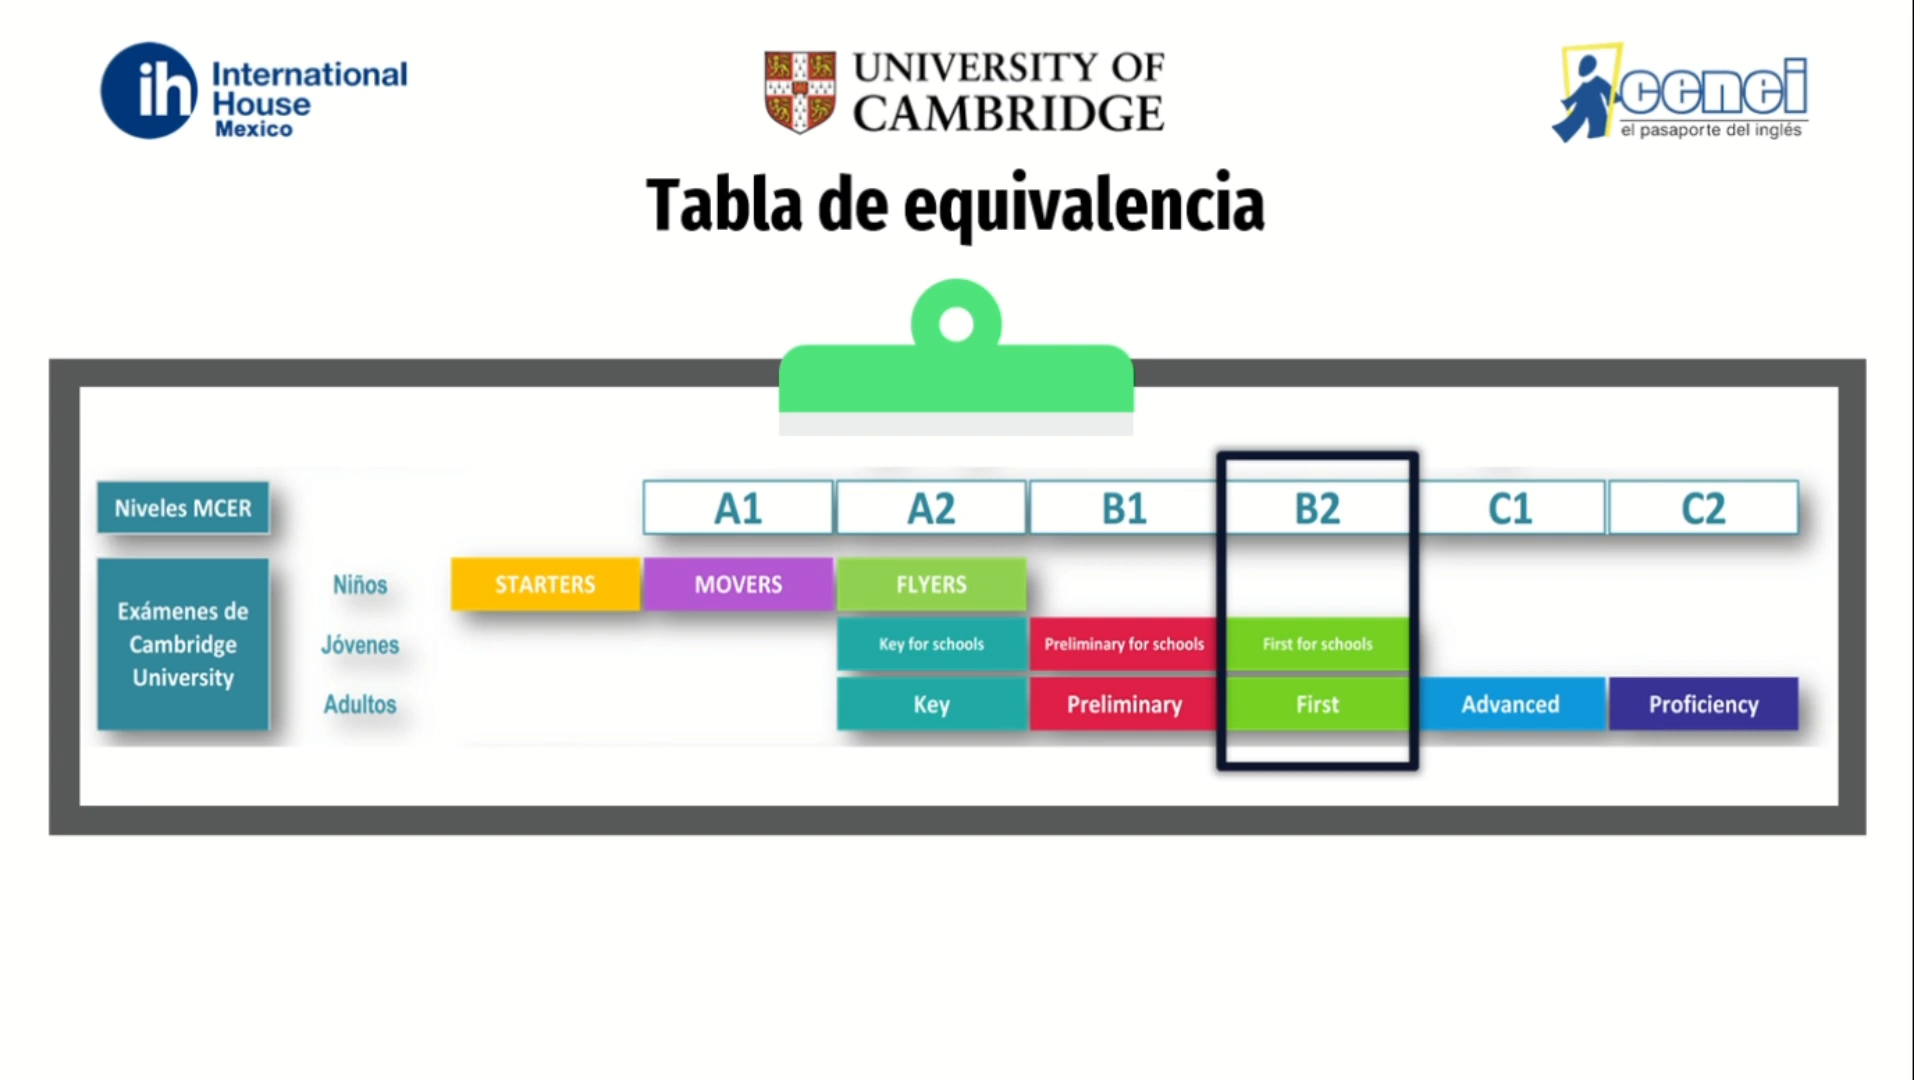 ih International
House
Mexico
UNIVERSITY OF
CAMBRIDGE
cenei
el pasaporte del inglés
Tabla de equivalencia
Niveles MCER
A1 A2 B1 B2 C1 C2
Exámenes de
Cambridge
University
Niños STARTERS MOVERS FLYERS
Jóvenes Key for schools Preliminary for schools First for schools
Adultos Key Preliminary First Advanced Proficiency